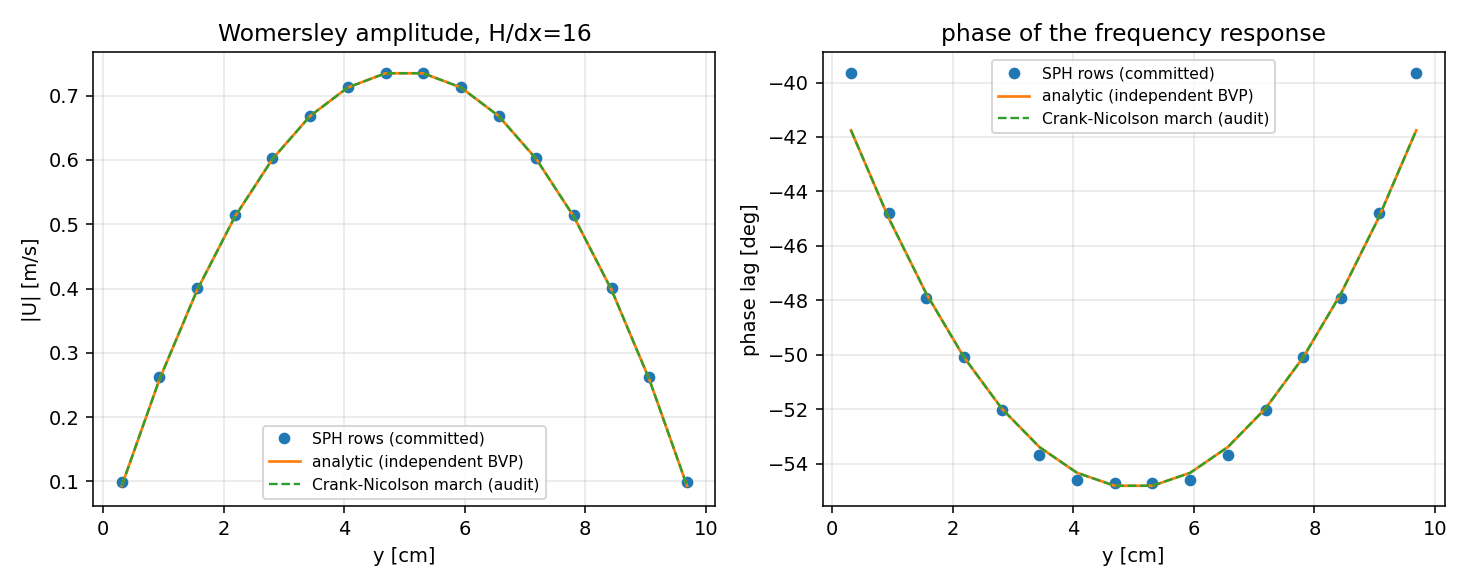 Womersley amplitude, H/dx=16
|U| [m/s]
0.7
0.6
0.5
0.4
0.3
0.2
0.1
SPH rows (committed)
analytic (independent BVP)
Crank-Nicolson march (audit)
0 2 4 6 8 10
y [cm]
phase of the frequency response
phase lag [deg]
−40
−42
−44
−46
−48
−50
−52
−54
SPH rows (committed)
analytic (independent BVP)
Crank-Nicolson march (audit)
0 2 4 6 8 10
y [cm]